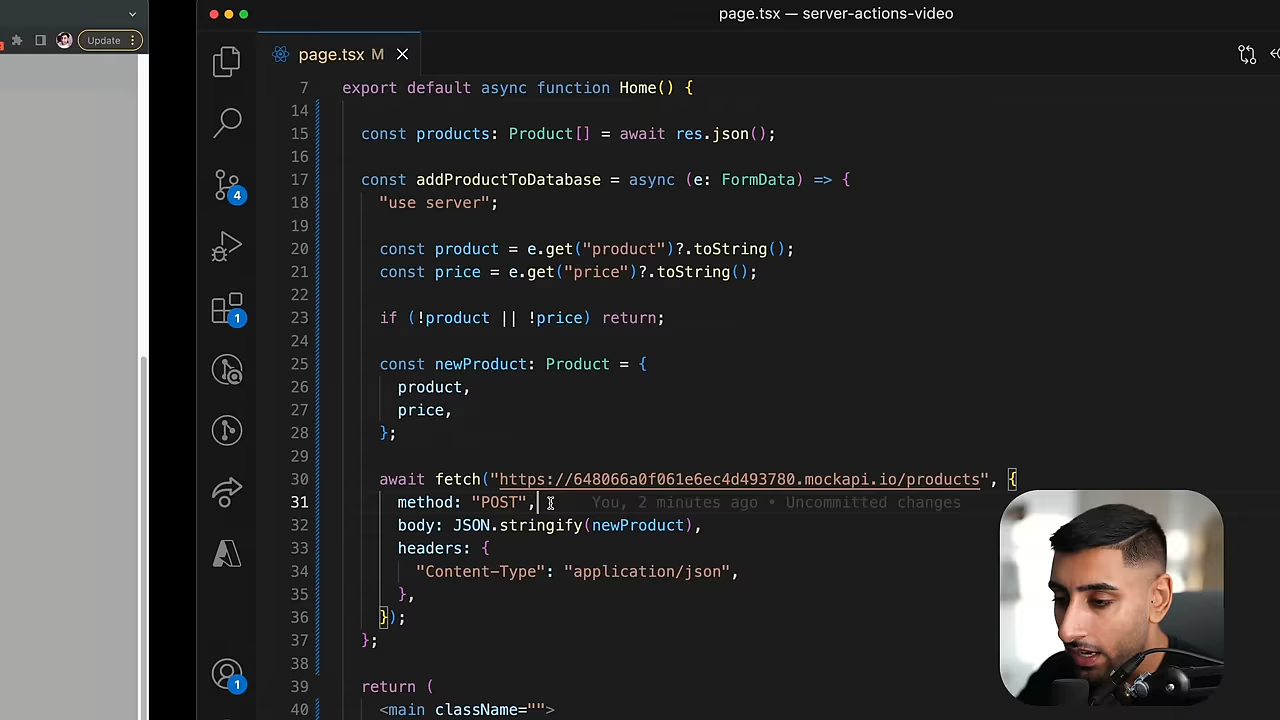 page.tsx — server-actions-video
Update
page.tsx M
7 export default async function Home() {
14
15 const products: Product[] = await res.json();
16
17 const addProductToDatabase = async (e: FormData) => {
18 "use server";
19
20 const product = e.get("product")?.toString();
21 const price = e.get("price")?.toString();
22
23 if (!product || !price) return;
24
25 const newProduct: Product = {
26 product,
27 price,
28 };
29
30 await fetch("https://648066a0f061e6ec4d493780.mockapi.io/products", {
31 method: "POST", You, 2 minutes ago • Uncommitted changes
32 body: JSON.stringify(newProduct),
33 headers: {
34 "Content-Type": "application/json",
35 },
36 });
37 };
38
39 return (
40 <main className="">
4
1
1